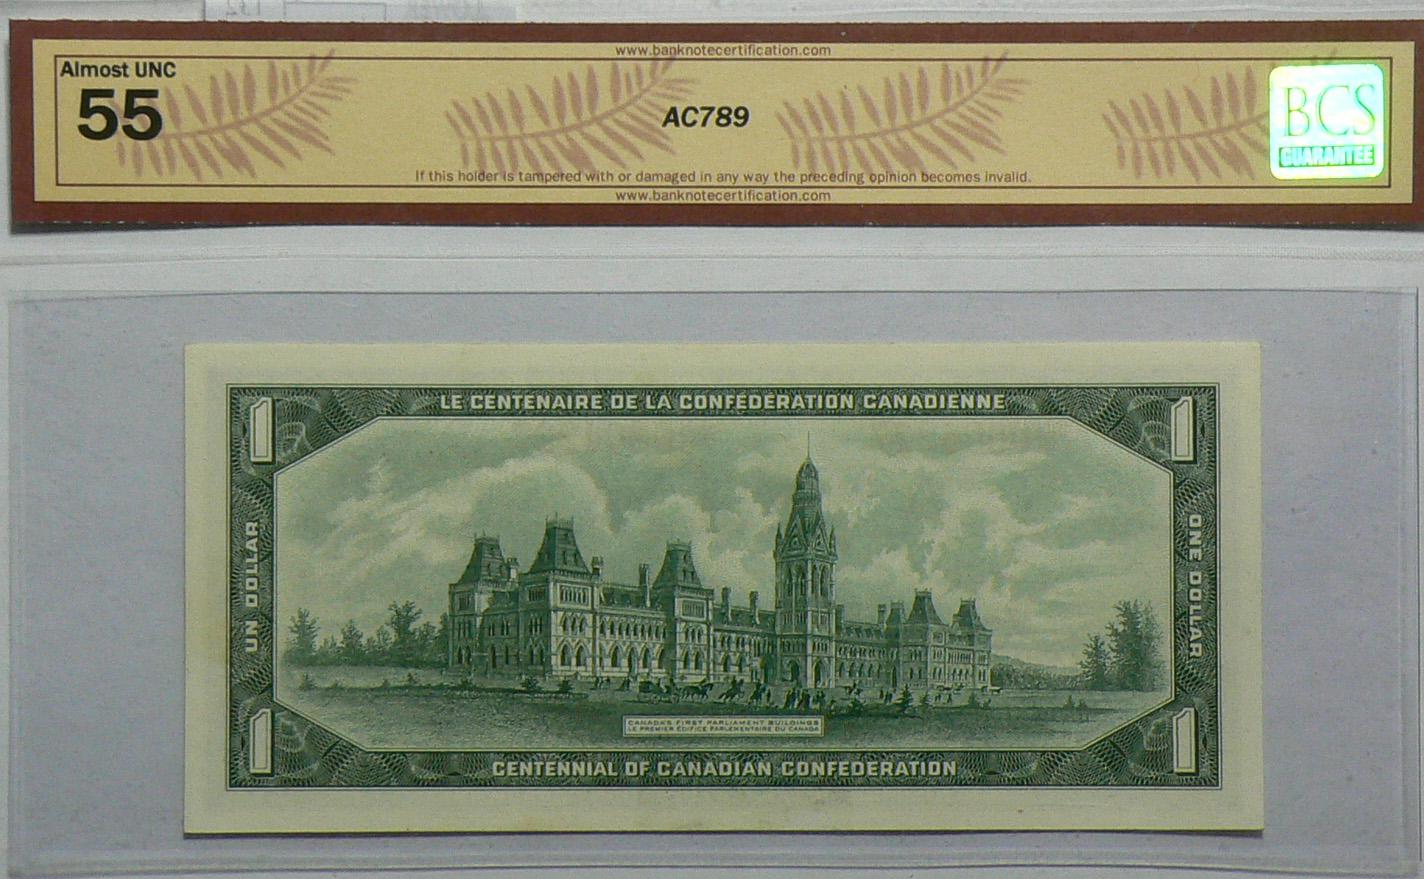 www.banknotecertification.com
Almost UNC
55
AC789
BCS
GUARANTEE
If this holder is tampered with or damaged in any way the preceding opinion becomes invalid.
www.banknotecertification.com
1
LE CENTENAIRE DE LA CONFÉDÉRATION CANADIENNE
1
UN DOLLAR
ONE DOLLAR
CANADA'S FIRST PARLIAMENT BUILDINGS
LE PREMIER ÉDIFICE PARLEMENTAIRE DU CANADA
1
CENTENNIAL OF CANADIAN CONFEDERATION
1